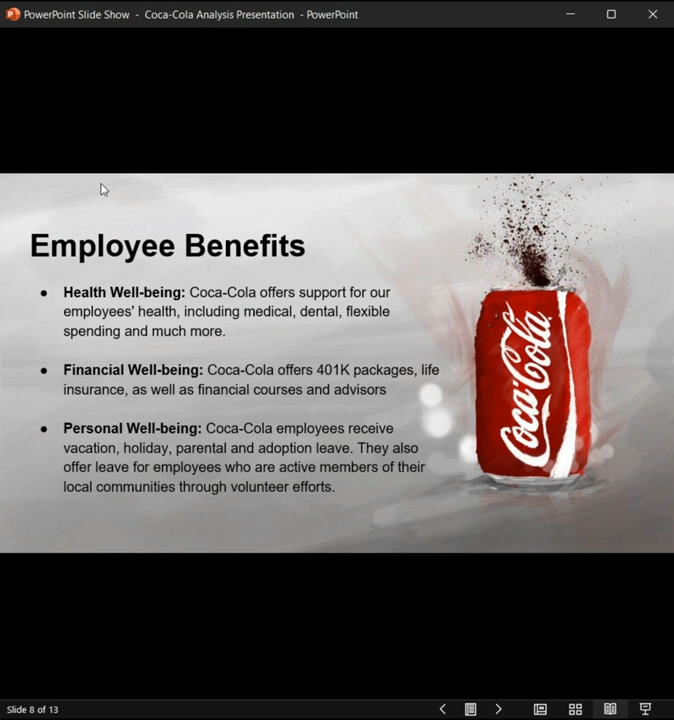 PowerPoint Slide Show - Coca-Cola Analysis Presentation - PowerPoint
Employee Benefits
● Health Well-being: Coca-Cola offers support for our
employees' health, including medical, dental, flexible
spending and much more.
● Financial Well-being: Coca-Cola offers 401K packages, life
insurance, as well as financial courses and advisors
● Personal Well-being: Coca-Cola employees receive
vacation, holiday, parental and adoption leave. They also
offer leave for employees who are active members of their
local communities through volunteer efforts.
Coca-Cola
Slide 8 of 13